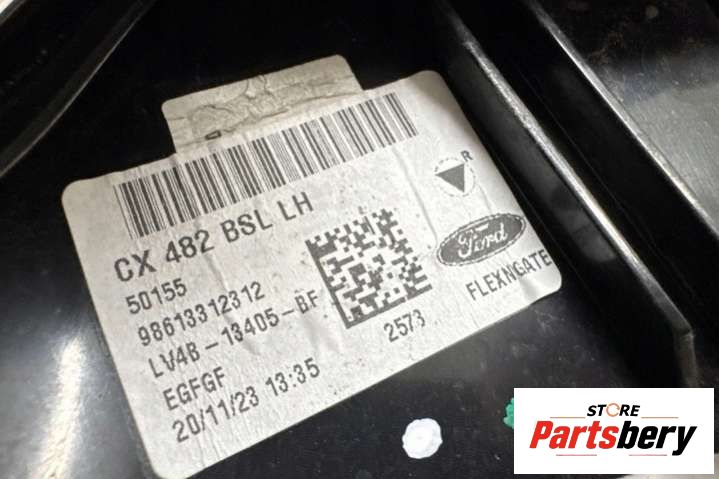 CX 482 BSL LH
50155
98613312312
LV4B-13405-BF
EGFGF
20/11/23 13:35
2573
R
Ford
FLEXNGATE
STORE
Partsbery